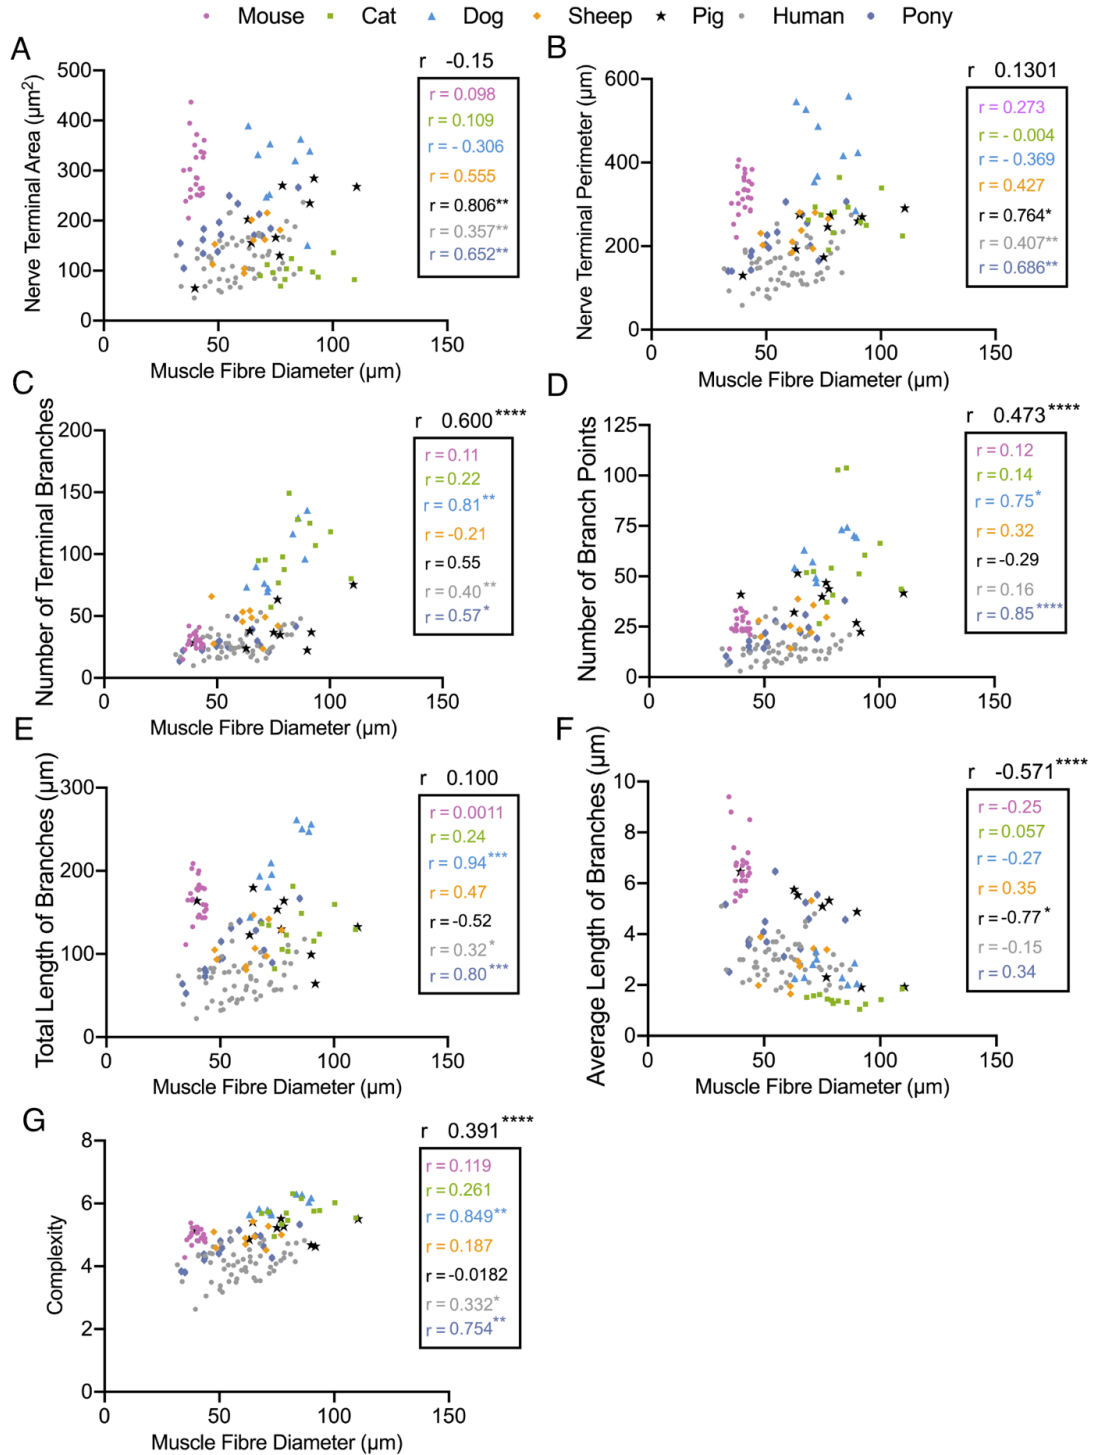 Mouse Cat Dog Sheep Pig Human Pony
A
r -0.15
Nerve Terminal Area (µm²)
500
400
300
200
100
0
0 50 100 150
Muscle Fibre Diameter (µm)
r = 0.098
r = 0.109
r = - 0.306
r = 0.555
r = 0.806**
r = 0.357**
r = 0.652**
B
r 0.1301
Nerve Terminal Perimeter (µm)
600
400
200
0
0 50 100 150
Muscle Fibre Diameter (µm)
r = 0.273
r = - 0.004
r = - 0.369
r = 0.427
r = 0.764*
r = 0.407**
r = 0.686**
C
r 0.600****
Number of Terminal Branches
200
150
100
50
0
0 50 100 150
Muscle Fibre Diameter (µm)
r = 0.11
r = 0.22
r = 0.81**
r = -0.21
r = 0.55
r = 0.40**
r = 0.57*
D
r 0.473****
Number of Branch Points
125
100
75
50
25
0
0 50 100 150
Muscle Fibre Diameter (µm)
r = 0.12
r = 0.14
r = 0.75*
r = 0.32
r = -0.29
r = 0.16
r = 0.85****
E
r 0.100
Total Length of Branches (µm)
300
200
100
0
0 50 100 150
Muscle Fibre Diameter (µm)
r = 0.0011
r = 0.24
r = 0.94***
r = 0.47
r = -0.52
r = 0.32*
r = 0.80***
F
r -0.571****
Average Length of Branches (µm)
10
8
6
4
2
0
0 50 100 150
Muscle Fibre Diameter (µm)
r = -0.25
r = 0.057
r = -0.27
r = 0.35
r = -0.77*
r = -0.15
r = 0.34
G
r 0.391****
Complexity
8
6
4
2
0
0 50 100 150
Muscle Fibre Diameter (µm)
r = 0.119
r = 0.261
r = 0.849**
r = 0.187
r = -0.0182
r = 0.332*
r = 0.754**